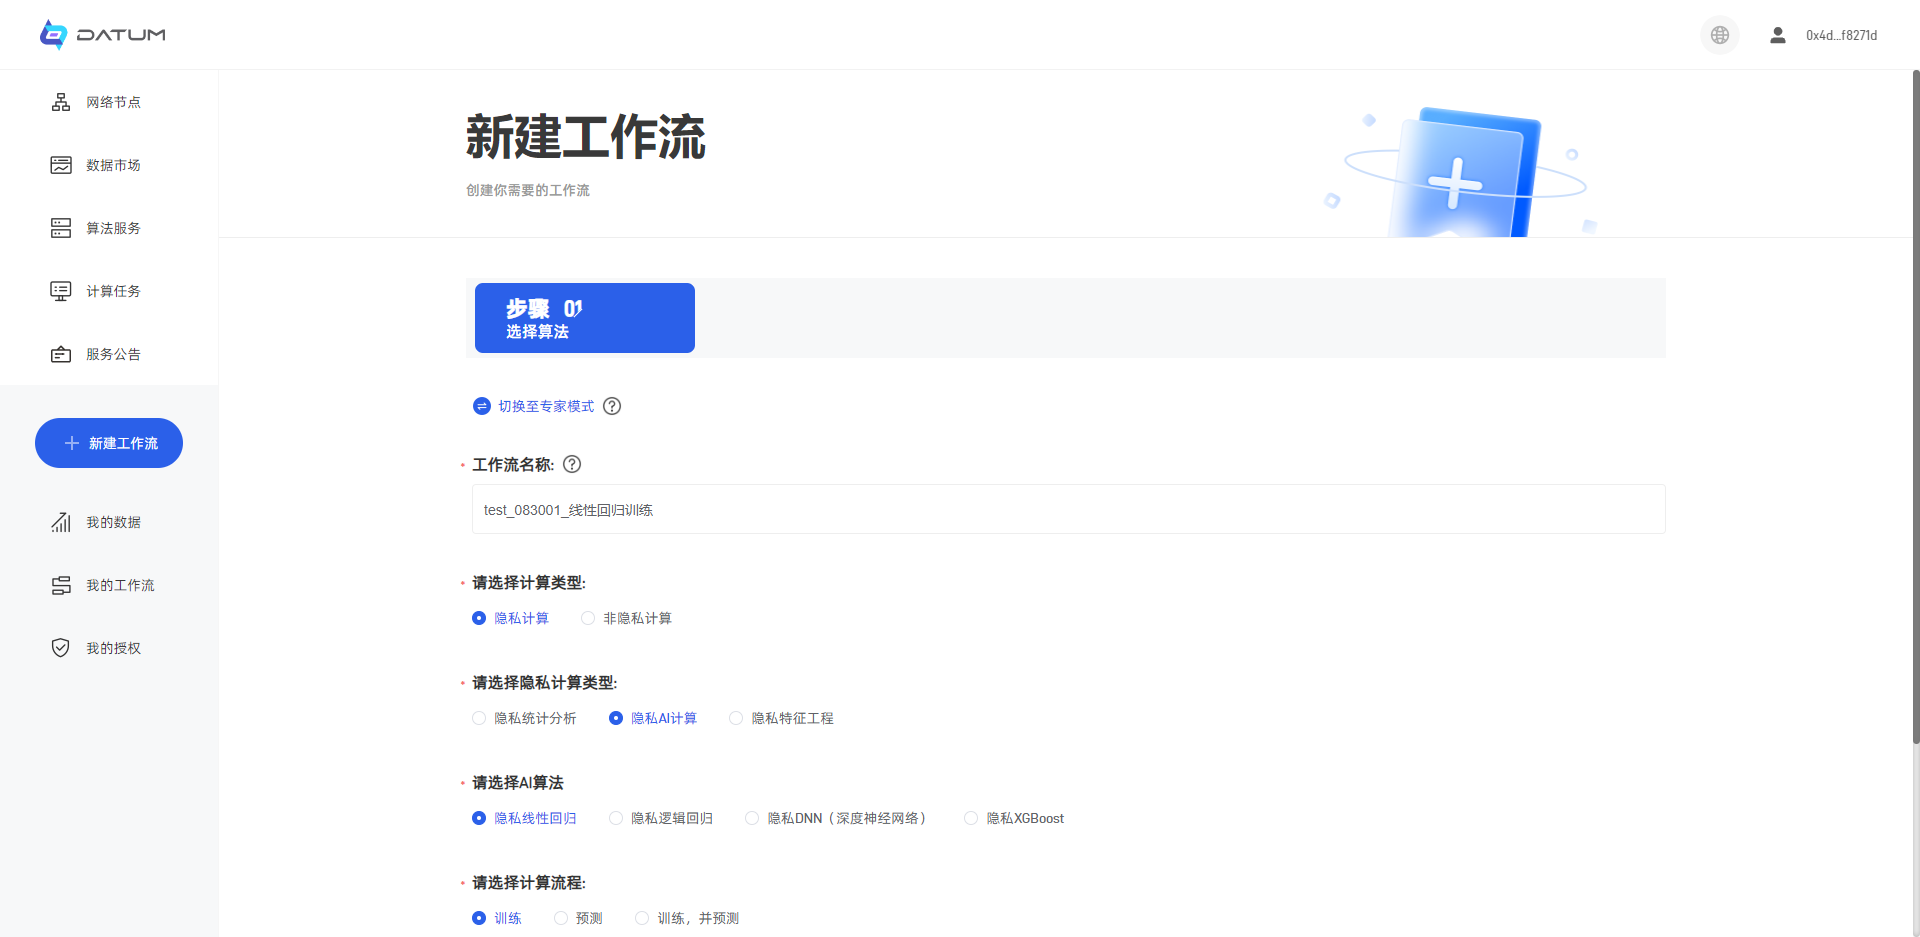 DATUM
0x4d...f8271d
网络节点
数据市场
算法服务
计算任务
服务公告
新建工作流
我的数据
我的工作流
我的授权
新建工作流
创建你需要的工作流
步骤 01
选择算法
切换至专家模式
工作流名称:
test_083001_线性回归训练
请选择计算类型:
隐私计算 非隐私计算
请选择隐私计算类型:
隐私统计分析 隐私AI计算 隐私特征工程
请选择AI算法
隐私线性回归 隐私逻辑回归 隐私DNN（深度神经网络） 隐私XGBoost
请选择计算流程:
训练 预测 训练，并预测